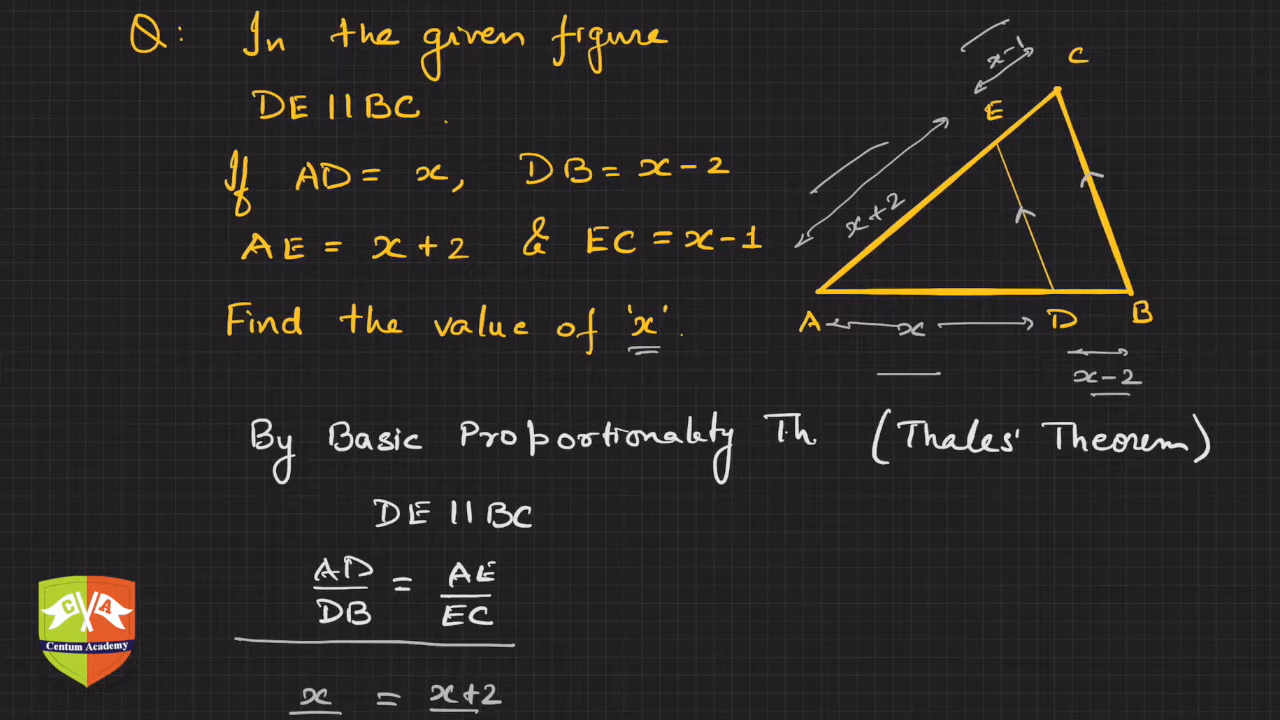 Q: In the given figure
DE || BC.
If AD = x, DB = x-2
AE = x+2 & EC = x-1
Find the value of 'x'.
x-1
C
E
x+2
A
x
D
B
x-2
By Basic Proportionality Th (Thales' Theorem)
DE || BC
AD/DB = AE/EC
x = x+2
C A
Centum Academy